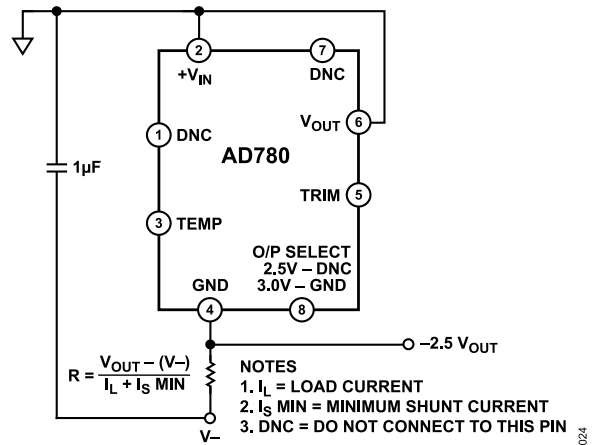 2
7
+VIN
DNC
VOUT
6
1
DNC
AD780
1µF
TRIM
5
3
TEMP
O/P SELECT
2.5V – DNC
3.0V – GND
GND
4
8
–2.5 VOUT
R = VOUT – (V–)
IL + IS MIN
NOTES
1. IL = LOAD CURRENT
2. IS MIN = MINIMUM SHUNT CURRENT
3. DNC = DO NOT CONNECT TO THIS PIN
V–
024